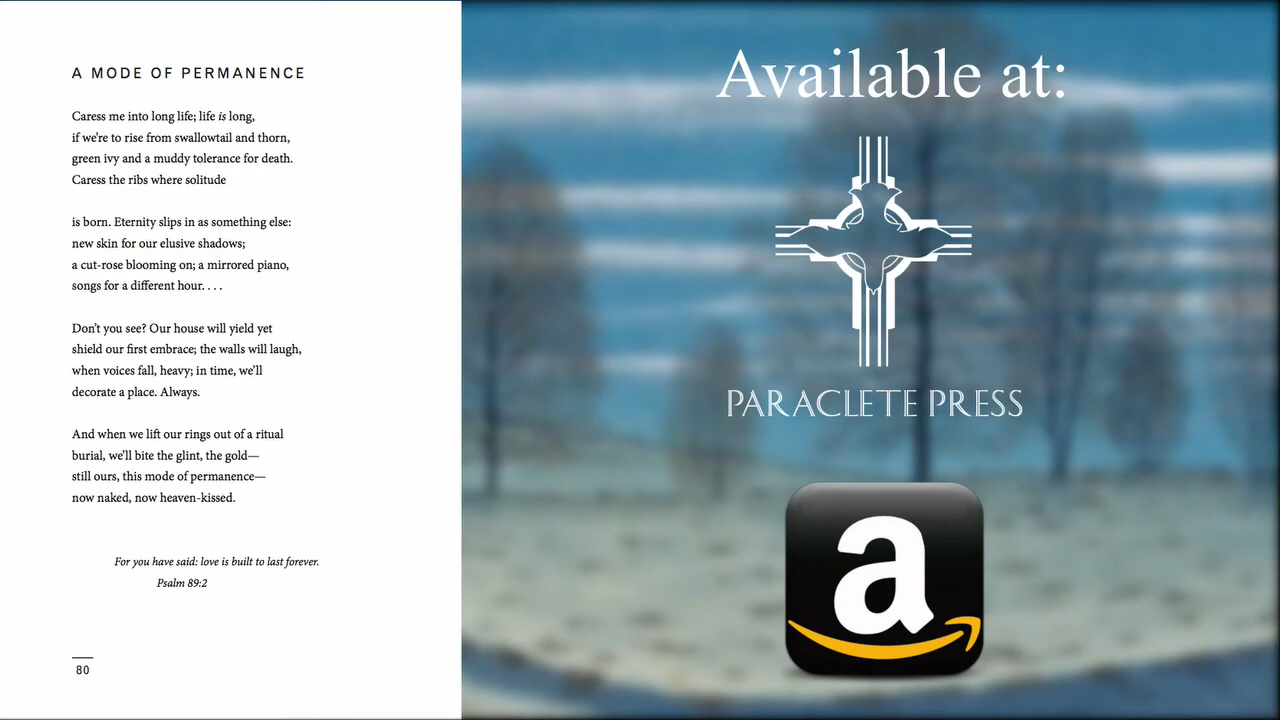 A MODE OF PERMANENCE
Caress me into long life; life is long,
if we're to rise from swallowtail and thorn,
green ivy and a muddy tolerance for death.
Caress the ribs where solitude
is born. Eternity slips in as something else:
new skin for our elusive shadows;
a cut-rose blooming on; a mirrored piano,
songs for a different hour. . . .
Don't you see? Our house will yield yet
shield our first embrace; the walls will laugh,
when voices fall, heavy; in time, we'll
decorate a place. Always.
And when we lift our rings out of a ritual
burial, we'll bite the glint, the gold—
still ours, this mode of permanence—
now naked, now heaven-kissed.
For you have said: love is built to last forever.
Psalm 89:2
80
Available at:
PARACLETE PRESS
a